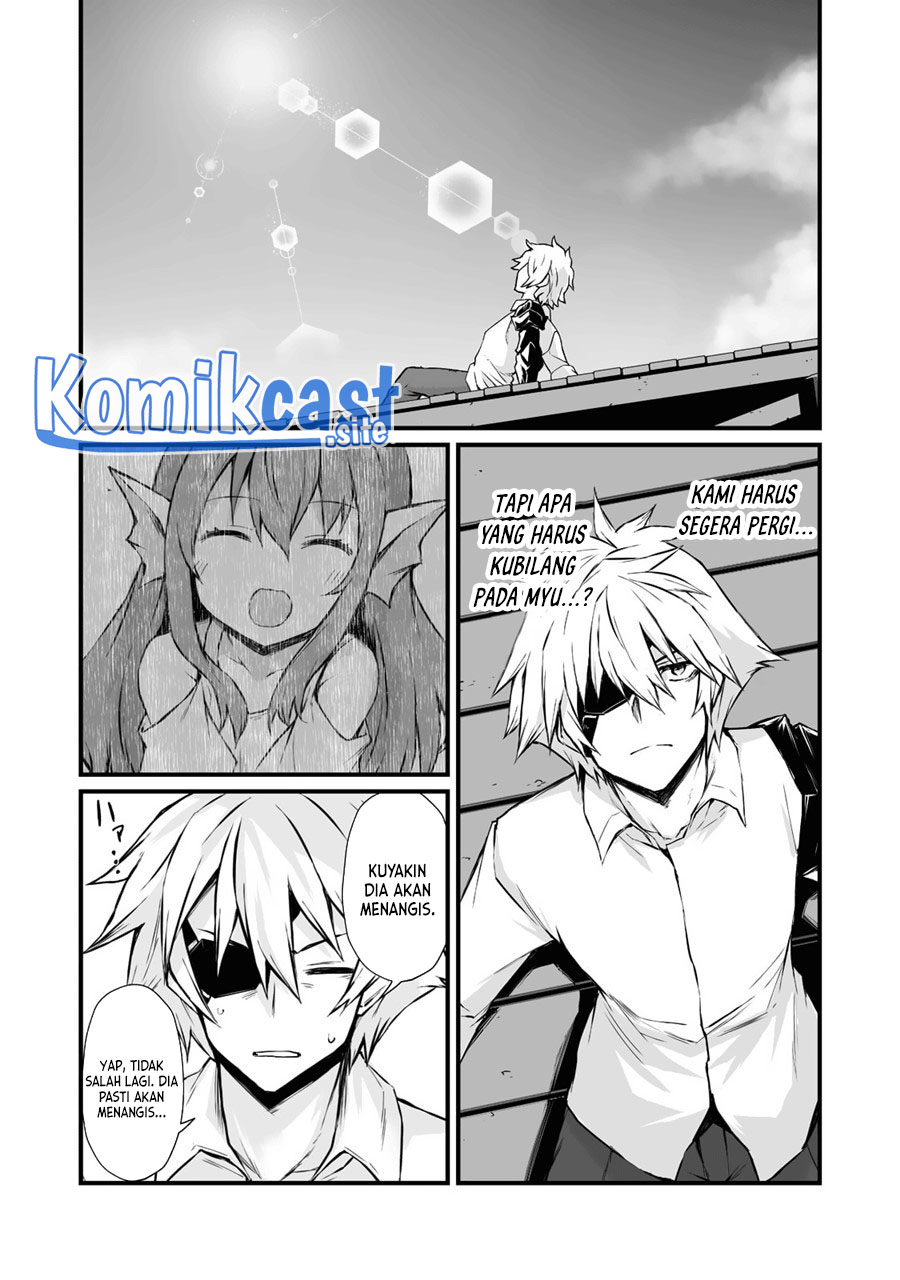 Komikcast
.site
KAMI HARUS
SEGERA PERGI...
TAPI APA
YANG HARUS
KUBILANG
PADA MYU...?
KUYAKIN
DIA AKAN
MENANGIS.
ハァ…
YAP, TIDAK
SALAH LAGI. DIA
PASTI AKAN
MENANGIS...